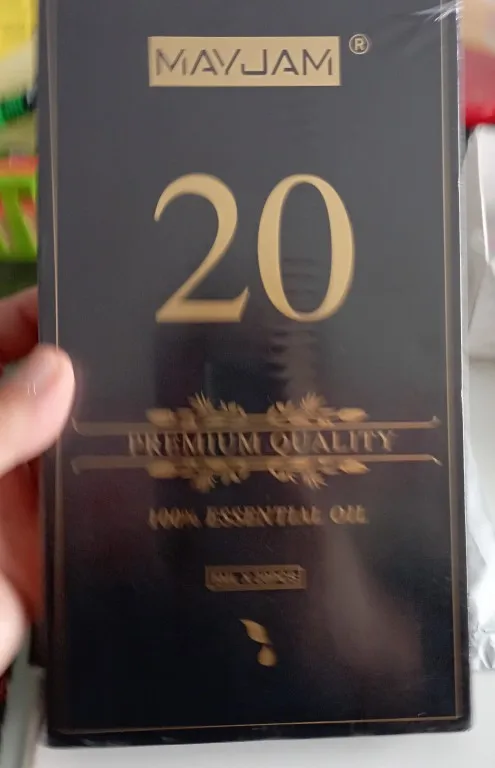 MAYJAM ®
20
PREMIUM QUALITY
100% ESSENTIAL OIL